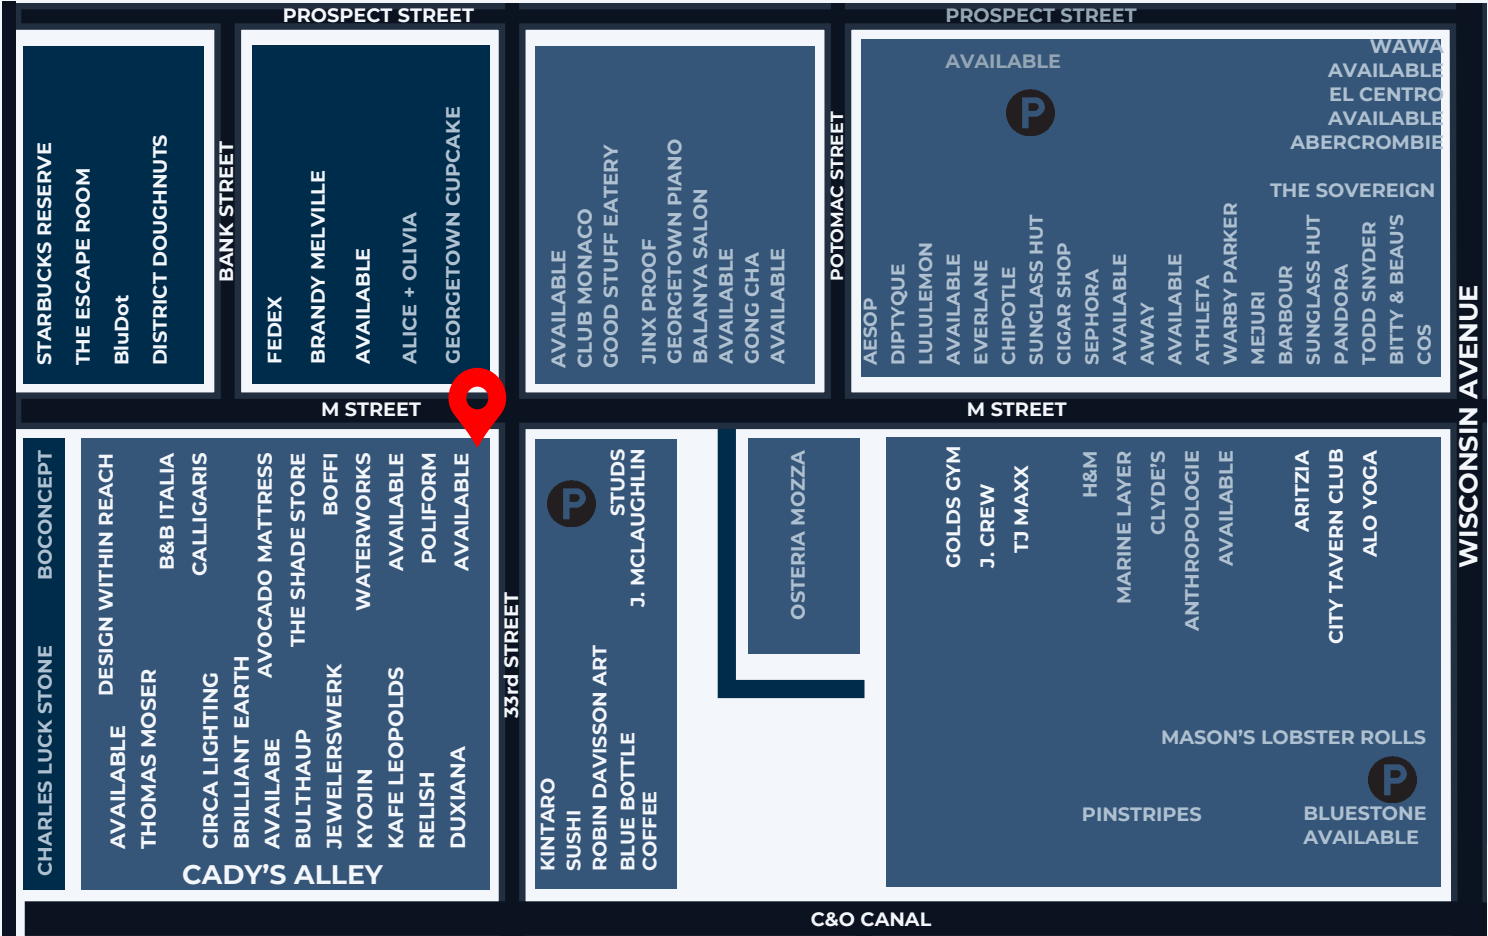 PROSPECT STREET
PROSPECT STREET
STARBUCKS RESERVE
THE ESCAPE ROOM
BluDot
DISTRICT DOUGHNUTS
BANK STREET
FEDEX
BRANDY MELVILLE
AVAILABLE
ALICE + OLIVIA
GEORGETOWN CUPCAKE
AVAILABLE
CLUB MONACO
GOOD STUFF EATERY
JINX PROOF
GEORGETOWN PIANO
BALANYA SALON
AVAILABLE
GONG CHA
AVAILABLE
POTOMAC STREET
AVAILABLE
P
WAWA
AVAILABLE
EL CENTRO
AVAILABLE
ABERCROMBIE
THE SOVEREIGN
AESOP
DIPTYQUE
LULULEMON
AVAILABLE
EVERLANE
CHIPOTLE
SUNGLASS HUT
CIGAR SHOP
SEPHORA
AVAILABLE
AWAY
AVAILABLE
ATHLETA
WARBY PARKER
MEJURI
BARBOUR
SUNGLASS HUT
PANDORA
TODD SNYDER
BITTY & BEAU'S
COS
WISCONSIN AVENUE
M STREET
M STREET
BOCONCEPT
CHARLES LUCK STONE
DESIGN WITHIN REACH
B&B ITALIA
CALLIGARIS
AVOCADO MATTRESS
THE SHADE STORE
BOFFI
WATERWORKS
AVAILABLE
POLIFORM
AVAILABLE
AVAILABLE
THOMAS MOSER
CIRCA LIGHTING
BRILLIANT EARTH
AVAILABE
BULTHAUP
JEWELERSWERK
KYOJIN
KAFE LEOPOLDS
RELISH
DUXIANA
CADY'S ALLEY
33rd STREET
P
STUDS
J. MCLAUGHLIN
KINTARO
SUSHI
ROBIN DAVISSON ART
BLUE BOTTLE
COFFEE
OSTERIA MOZZA
GOLDS GYM
J. CREW
TJ MAXX
H&M
MARINE LAYER
CLYDE'S
ANTHROPOLOGIE
AVAILABLE
ARITZIA
CITY TAVERN CLUB
ALO YOGA
MASON'S LOBSTER ROLLS
P
PINSTRIPES
BLUESTONE
AVAILABLE
C&O CANAL